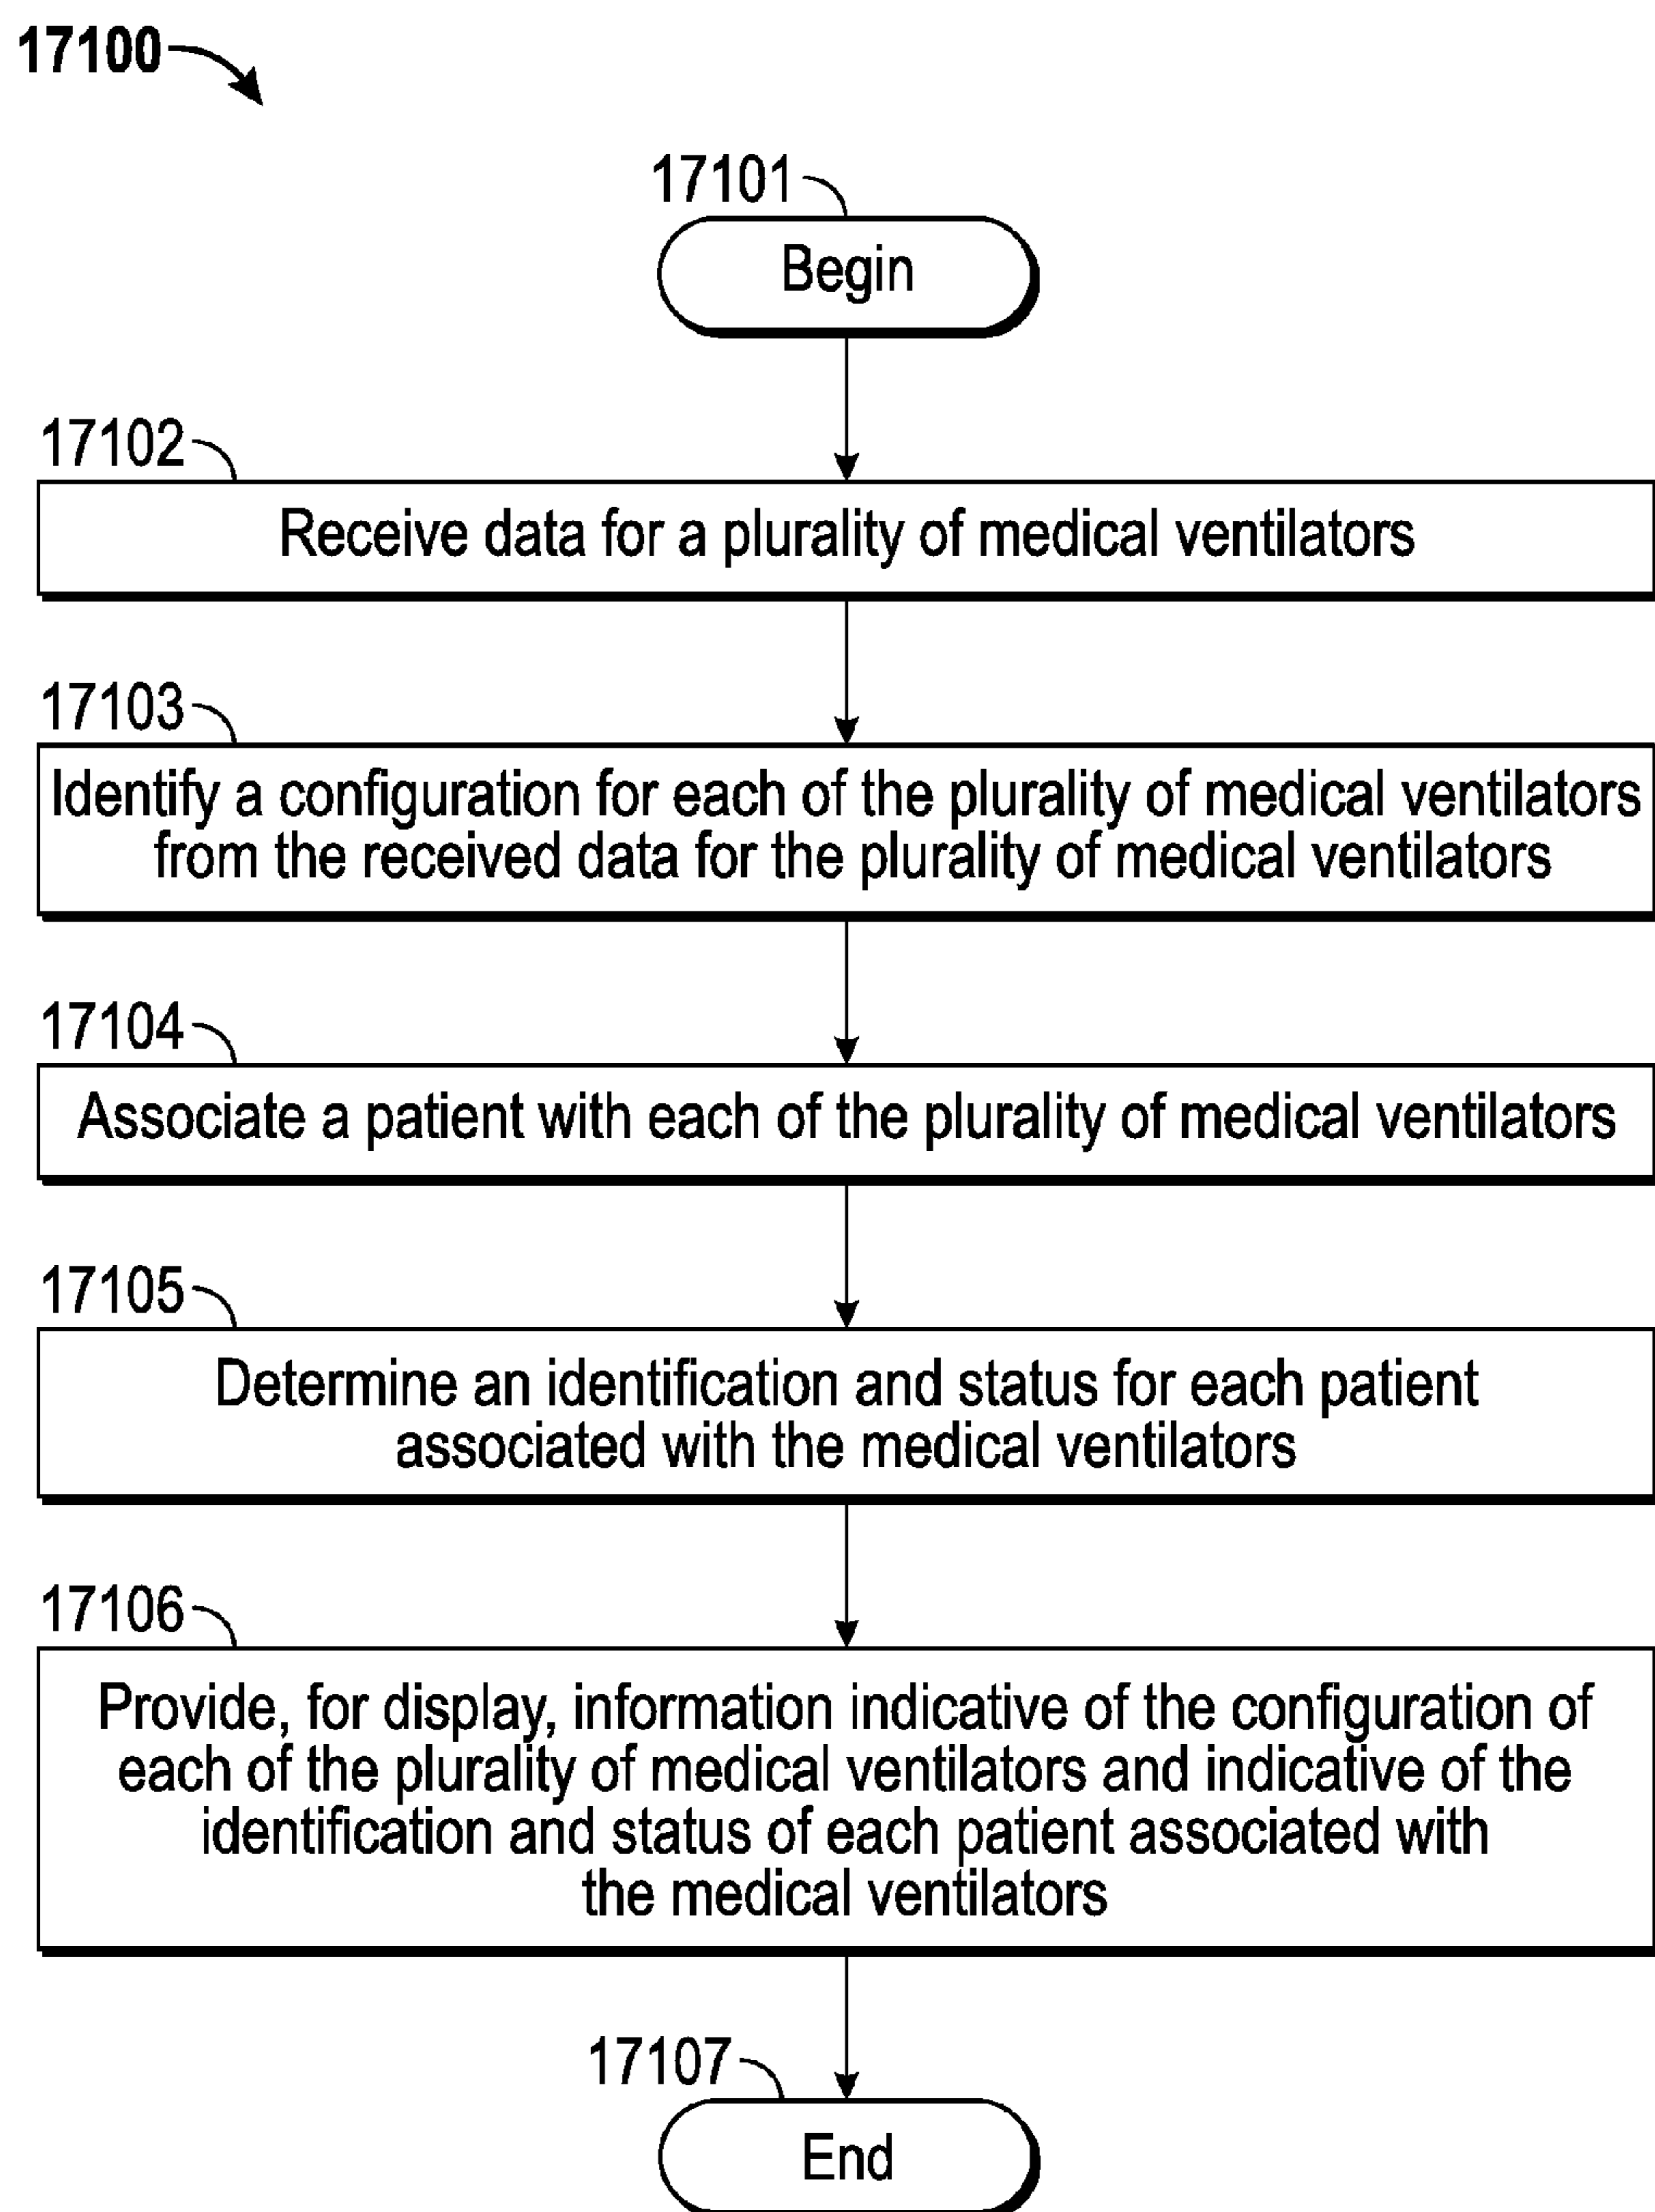 17100
17101
Begin
17102
Receive data for a plurality of medical ventilators
17103
Identify a configuration for each of the plurality of medical ventilators
from the received data for the plurality of medical ventilators
17104
Associate a patient with each of the plurality of medical ventilators
17105
Determine an identification and status for each patient
associated with the medical ventilators
17106
Provide, for display, information indicative of the configuration of
each of the plurality of medical ventilators and indicative of the
identification and status of each patient associated with
the medical ventilators
17107
End